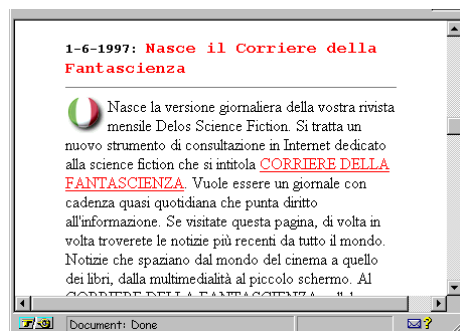 1-6-1997: Nasce il Corriere della
Fantascienza
Nasce la versione giornaliera della vostra rivista
mensile Delos Science Fiction. Si tratta un
nuovo strumento di consultazione in Internet dedicato
alla science fiction che si intitola CORRIERE DELLA
FANTASCIENZA. Vuole essere un giornale con
cadenza quasi quotidiana che punta diritto
all'informazione. Se visitate questa pagina, di volta in
volta troverete le notizie più recenti da tutto il mondo.
Notizie che spaziano dal mondo del cinema a quello
dei libri, dalla multimedialità al piccolo schermo. Al
CORRIERE DELLA FANTASCIENZA
Document: Done